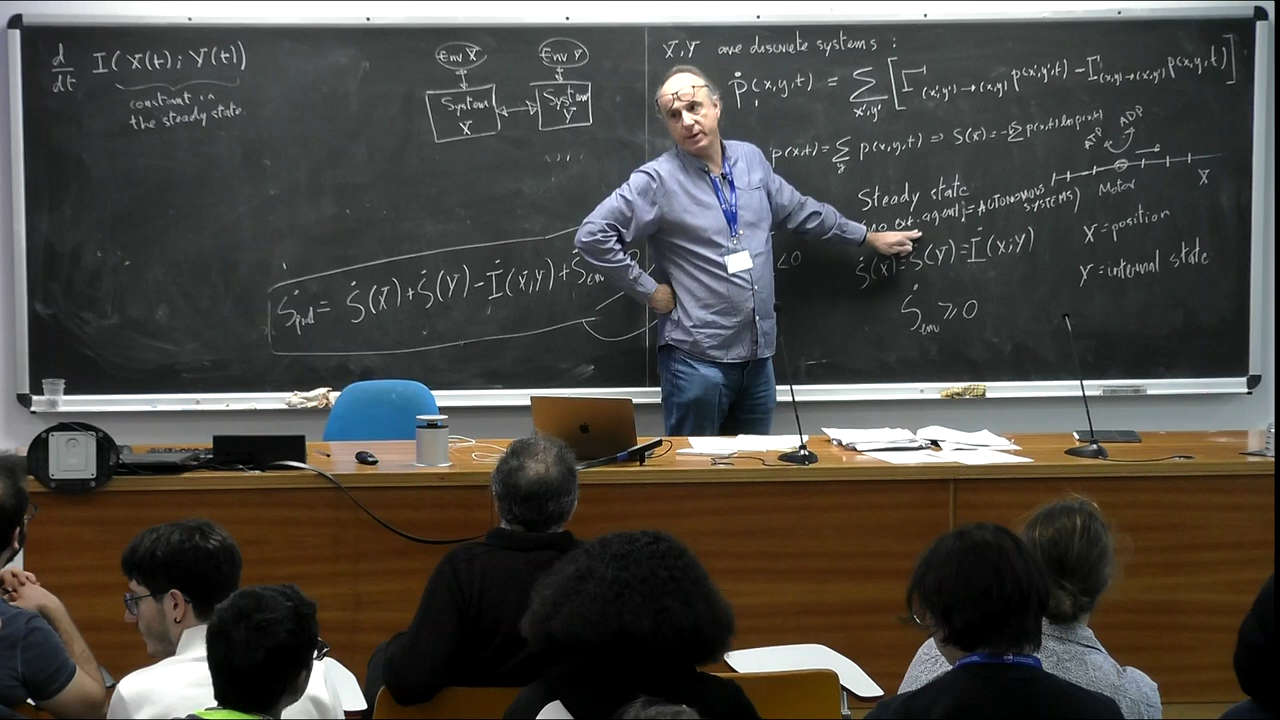 d/dt I(X(t); Y(t))
constant in
the steady state.
Env X
Env Y
System
X
System
Y
Ṡprod = Ṡ(X) + Ṡ(Y) - İ(X;Y) + Ṡenv
X, Y are discrete systems :
ṗ(x,y,t) = Σx',y' [Γ(x',y')→(x,y) p(x',y',t) - Γ(x,y)→(x',y') p(x,y,t)]
p(x,t) = Σy p(x,y,t) ⇒ S(X) = -Σ p(x,t) ln p(x,t)
ATP
ADP
Motor
X
Steady state
no ext. agent; = AUTONOMOUS
SYSTEMS)
<0
Ṡ(X) = Ṡ(Y) = İ(X;Y)
Ṡenv ⩾ 0
X = position
Y = internal state